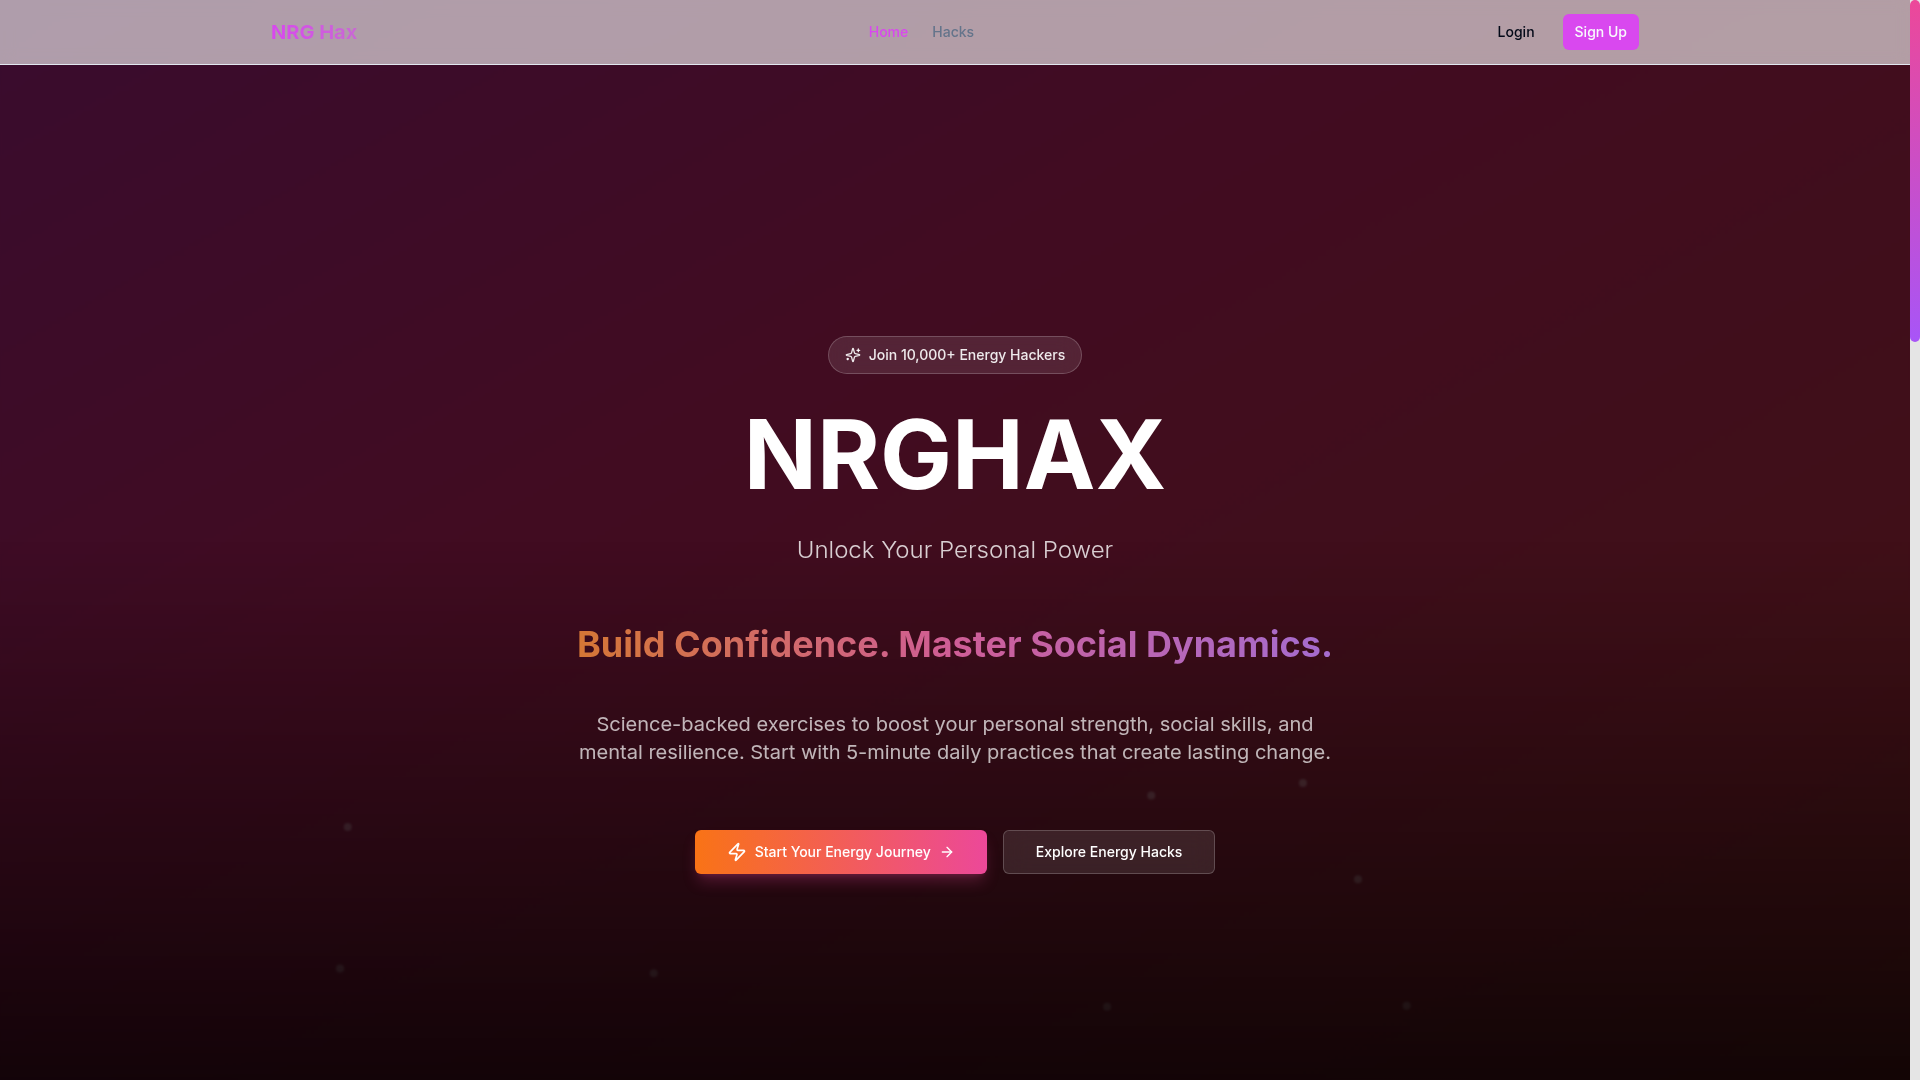 NRG Hax
Home
Hacks
Login
Sign Up
Join 10,000+ Energy Hackers
NRGHAX
Unlock Your Personal Power
Build Confidence. Master Social Dynamics.
Science-backed exercises to boost your personal strength, social skills, and
mental resilience. Start with 5-minute daily practices that create lasting change.
Start Your Energy Journey
Explore Energy Hacks